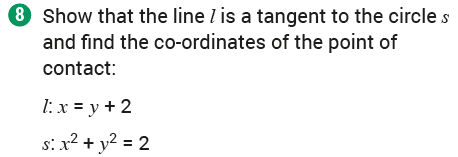 8 Show that the line l is a tangent to the circle s
and find the co-ordinates of the point of
contact:
l: x = y + 2
s: x² + y² = 2